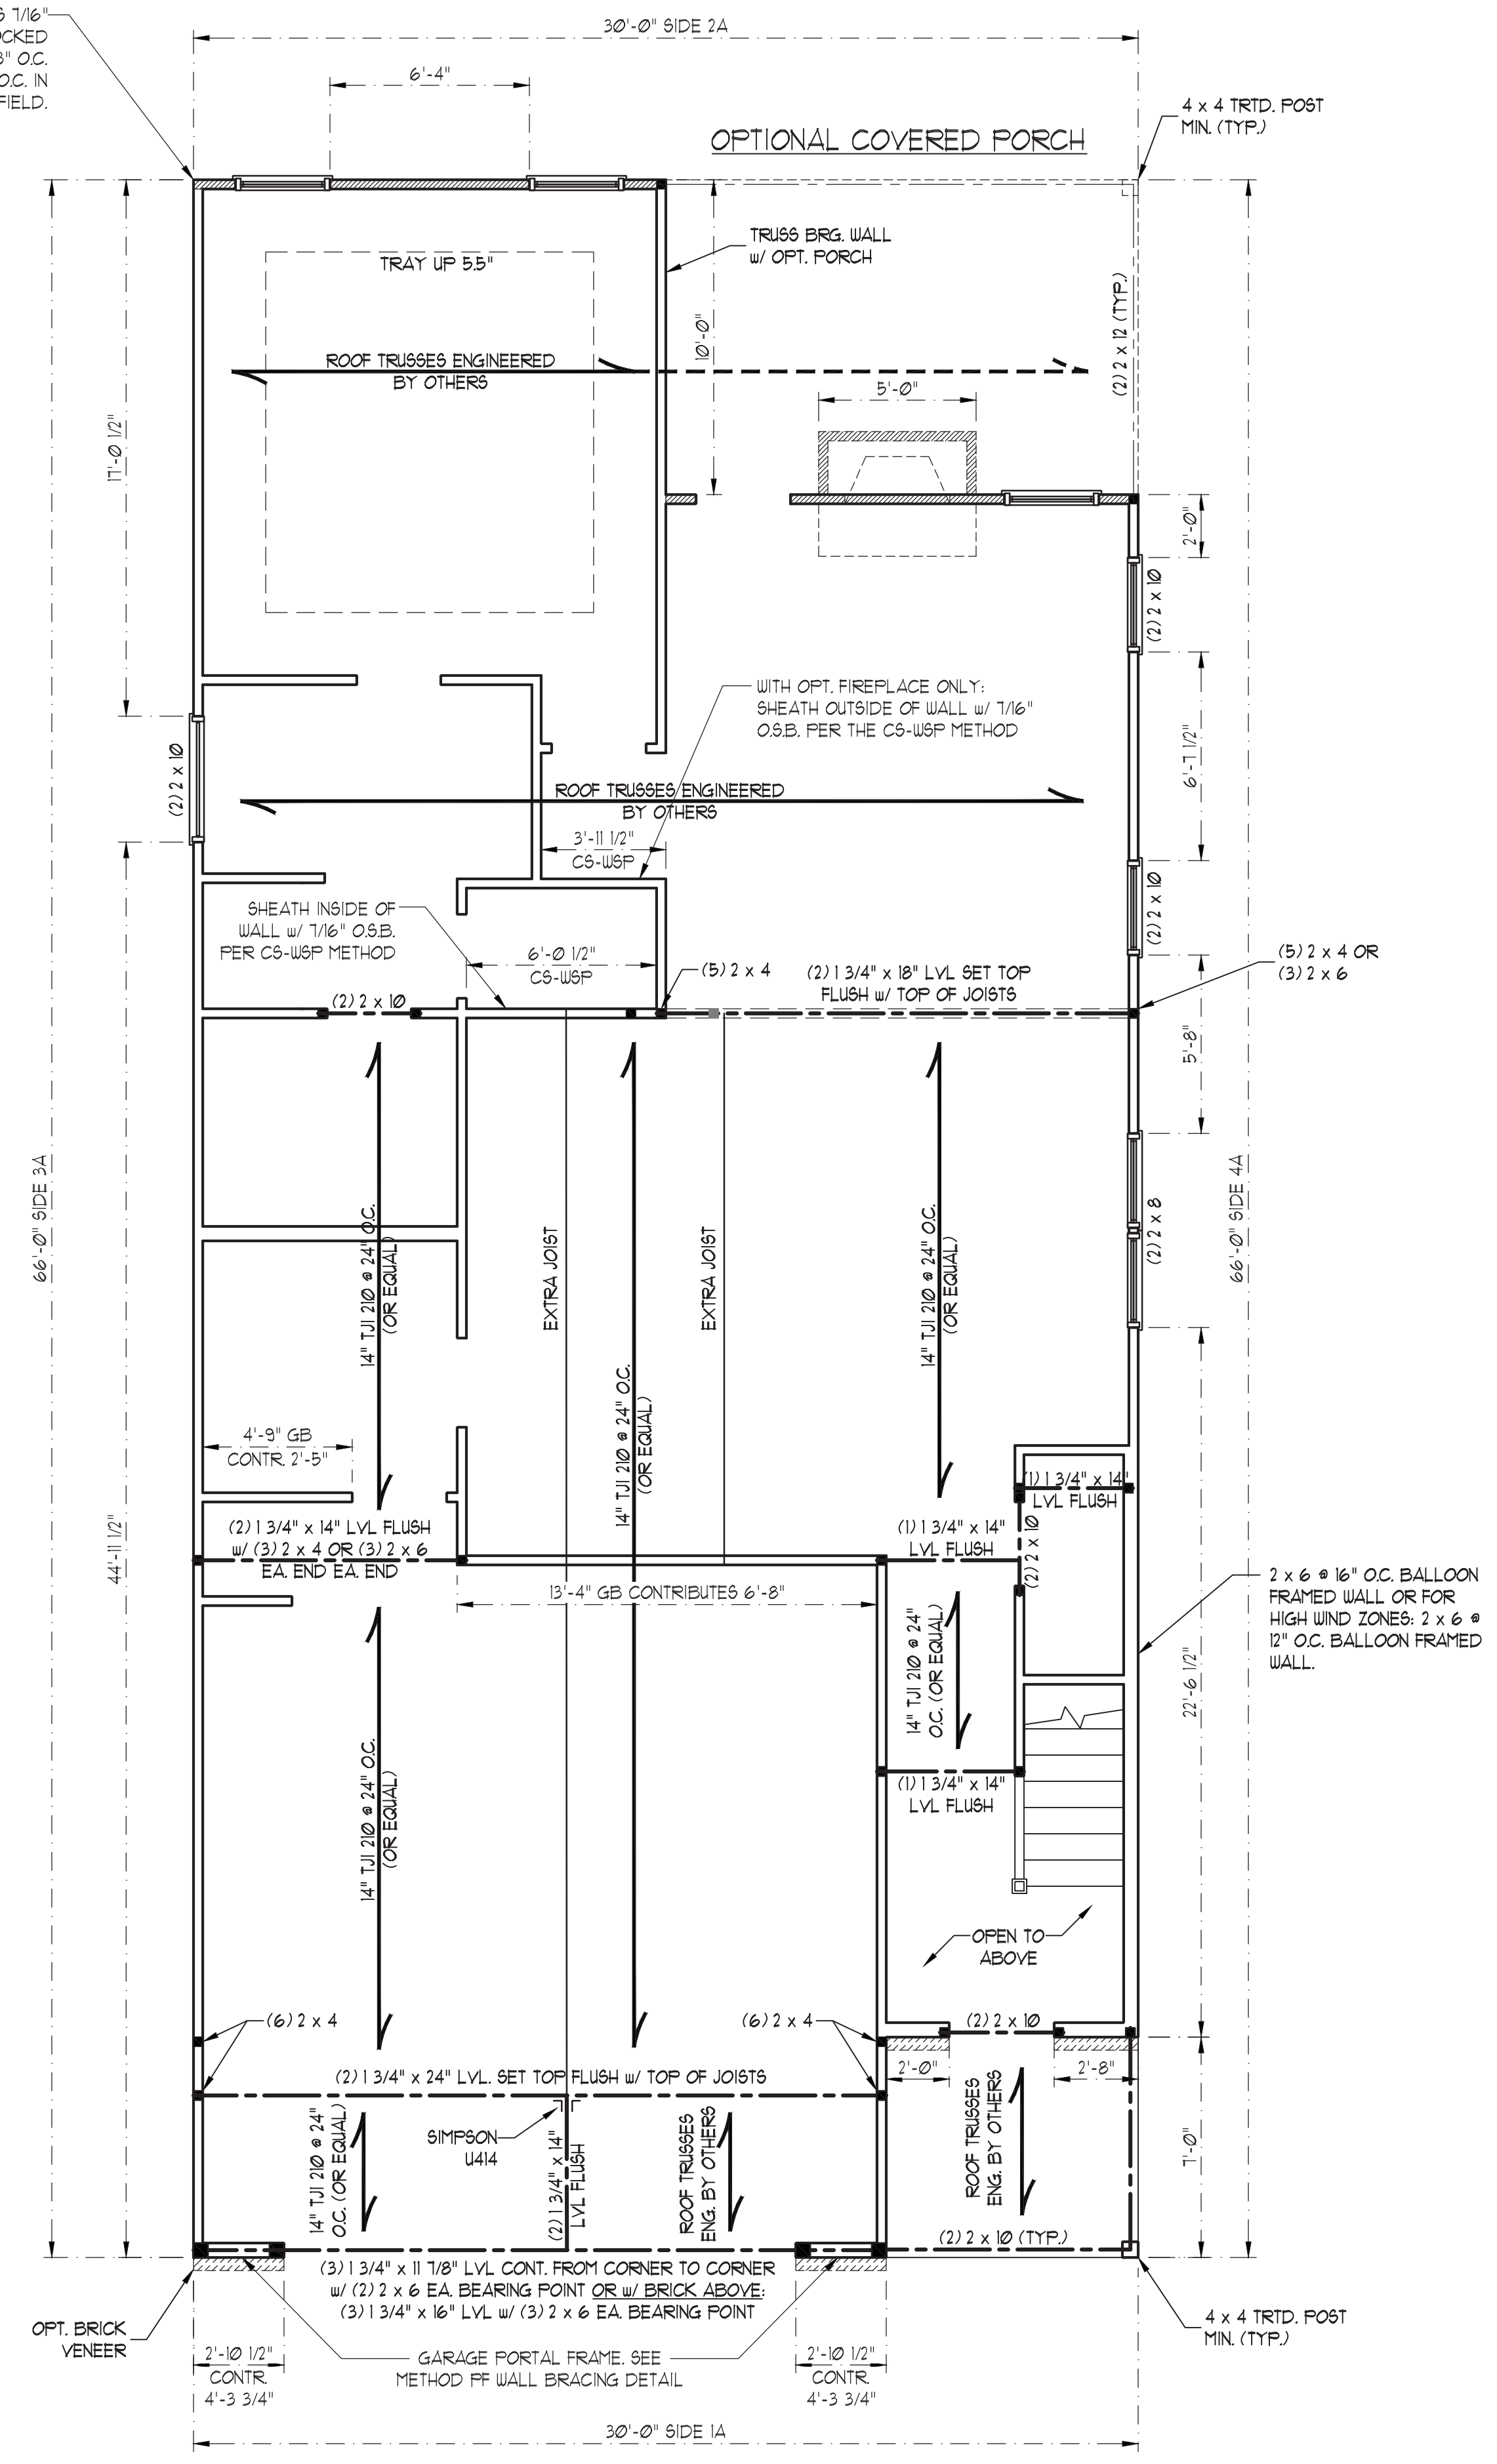 S 7/16"
OCKED
3" O.C.
O.C. IN
FIELD.
30'-0" SIDE 2A
6'-4"
4 x 4 TRTD. POST
MIN. (TYP.)
OPTIONAL COVERED PORCH
TRUSS BRG. WALL
w/ OPT. PORCH
TRAY UP 5.5"
10'-0"
(2) 2 x 12 (TYP.)
ROOF TRUSSES ENGINEERED
BY OTHERS
5'-0"
17'-0 1/2"
2'-0"
(2) 2 x 10
WITH OPT. FIREPLACE ONLY:
SHEATH OUTSIDE OF WALL w/ 7/16"
O.S.B. PER THE CS-WSP METHOD
6'-7 1/2"
(2) 2 x 10
ROOF TRUSSES ENGINEERED
BY OTHERS
3'-11 1/2"
CS-WSP
(2) 2 x 10
SHEATH INSIDE OF
WALL w/ 7/16" O.S.B.
PER CS-WSP METHOD
6'-0 1/2"
CS-WSP
(5) 2 x 4
(2) 1 3/4" x 18" LVL SET TOP
FLUSH w/ TOP OF JOISTS
(5) 2 x 4 OR
(3) 2 x 6
(2) 2 x 10
5'-8"
66'-0" SIDE 3A
66'-0" SIDE 4A
(2) 2 x 8
14" TJI 210 @ 24" O.C.
(OR EQUAL)
EXTRA JOIST
EXTRA JOIST
14" TJI 210 @ 24" O.C.
(OR EQUAL)
14" TJI 210 @ 24" O.C.
(OR EQUAL)
4'-9" GB
CONTR. 2'-5"
(1) 1 3/4" x 14"
LVL FLUSH
44'-11 1/2"
(2) 1 3/4" x 14" LVL FLUSH
w/ (3) 2 x 4 OR (3) 2 x 6
EA. END EA. END
(1) 1 3/4" x 14"
LVL FLUSH
(2) 2 x 10
13'-4" GB CONTRIBUTES 6'-8"
2 x 6 @ 16" O.C. BALLOON
FRAMED WALL OR FOR
HIGH WIND ZONES: 2 x 6 @
12" O.C. BALLOON FRAMED
WALL.
14" TJI 210 @ 24"
O.C. (OR EQUAL)
22'-6 1/2"
14" TJI 210 @ 24" O.C.
(OR EQUAL)
(1) 1 3/4" x 14"
LVL FLUSH
OPEN TO
ABOVE
(6) 2 x 4
(6) 2 x 4
(2) 2 x 10
(2) 1 3/4" x 24" LVL. SET TOP FLUSH w/ TOP OF JOISTS
2'-0"
2'-8"
14" TJI 210 @ 24"
O.C. (OR EQUAL)
SIMPSON
U414
(2) 1 3/4" x 14"
LVL FLUSH
ROOF TRUSSES
ENG. BY OTHERS
ROOF TRUSSES
ENG. BY OTHERS
7'-0"
(2) 2 x 10 (TYP.)
(3) 1 3/4" x 11 7/8" LVL CONT. FROM CORNER TO CORNER
w/ (2) 2 x 6 EA. BEARING POINT OR w/ BRICK ABOVE:
(3) 1 3/4" x 16" LVL w/ (3) 2 x 6 EA. BEARING POINT
OPT. BRICK
VENEER
4 x 4 TRTD. POST
MIN. (TYP.)
2'-10 1/2"
CONTR.
4'-3 3/4"
GARAGE PORTAL FRAME. SEE
METHOD PF WALL BRACING DETAIL
2'-10 1/2"
CONTR.
4'-3 3/4"
30'-0" SIDE 1A